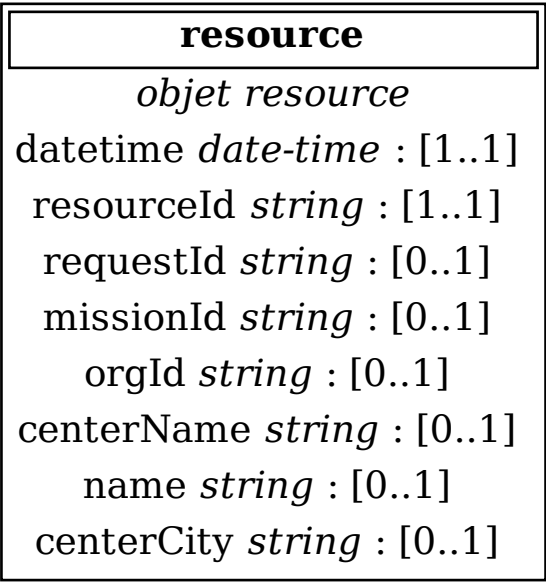 resource
objet resource
datetime date-time : [1..1]
resourceId string : [1..1]
requestId string : [0..1]
missionId string : [0..1]
orgId string : [0..1]
centerName string : [0..1]
name string : [0..1]
centerCity string : [0..1]